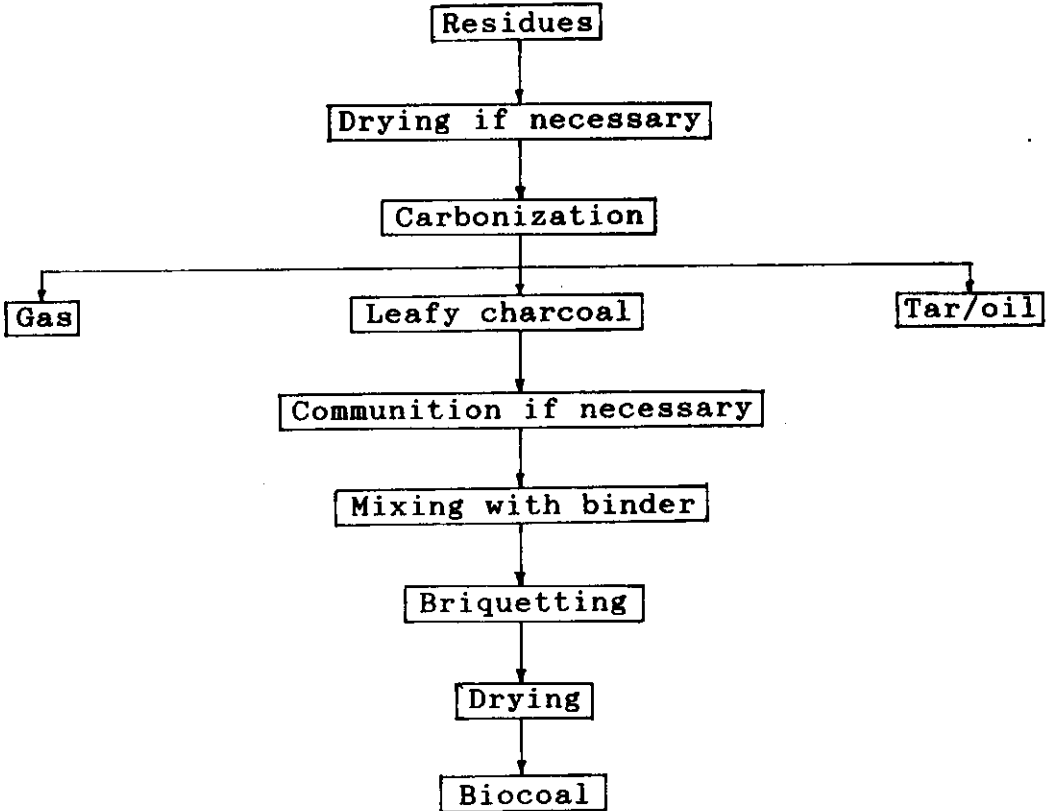 Residues
Drying if necessary
Carbonization
Gas
Leafy charcoal
Tar/oil
Communition if necessary
Mixing with binder
Briquetting
Drying
Biocoal